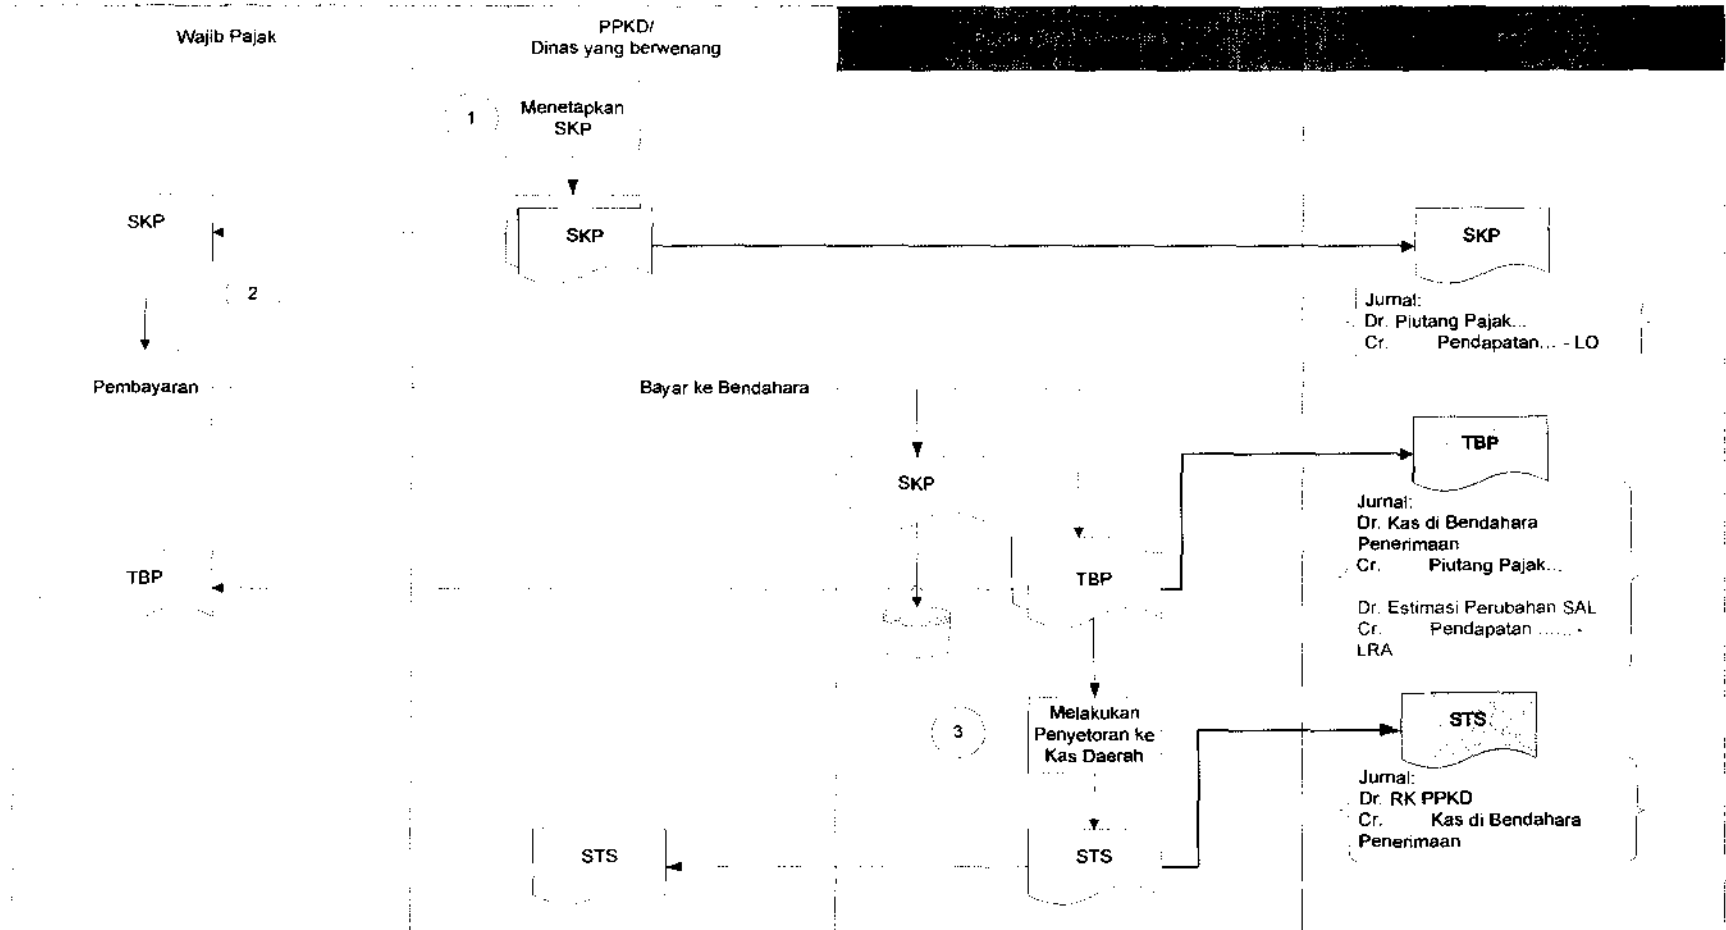 Wajib Pajak
PPKD/
Dinas yang berwenang
1
Menetapkan
SKP
SKP
SKP
SKP
2
Jurnal:
Dr. Piutang Pajak...
Cr. Pendapatan... - LO
Pembayaran
Bayar ke Bendahara
TBP
SKP
Jurnal:
Dr. Kas di Bendahara
Penerimaan
Cr. Piutang Pajak...
TBP
TBP
Dr. Estimasi Perubahan SAL
Cr. Pendapatan ...... -
LRA
3
Melakukan
Penyetoran ke
Kas Daerah
STS
Jurnal:
Dr. RK PPKD
Cr. Kas di Bendahara
Penerimaan
STS
STS